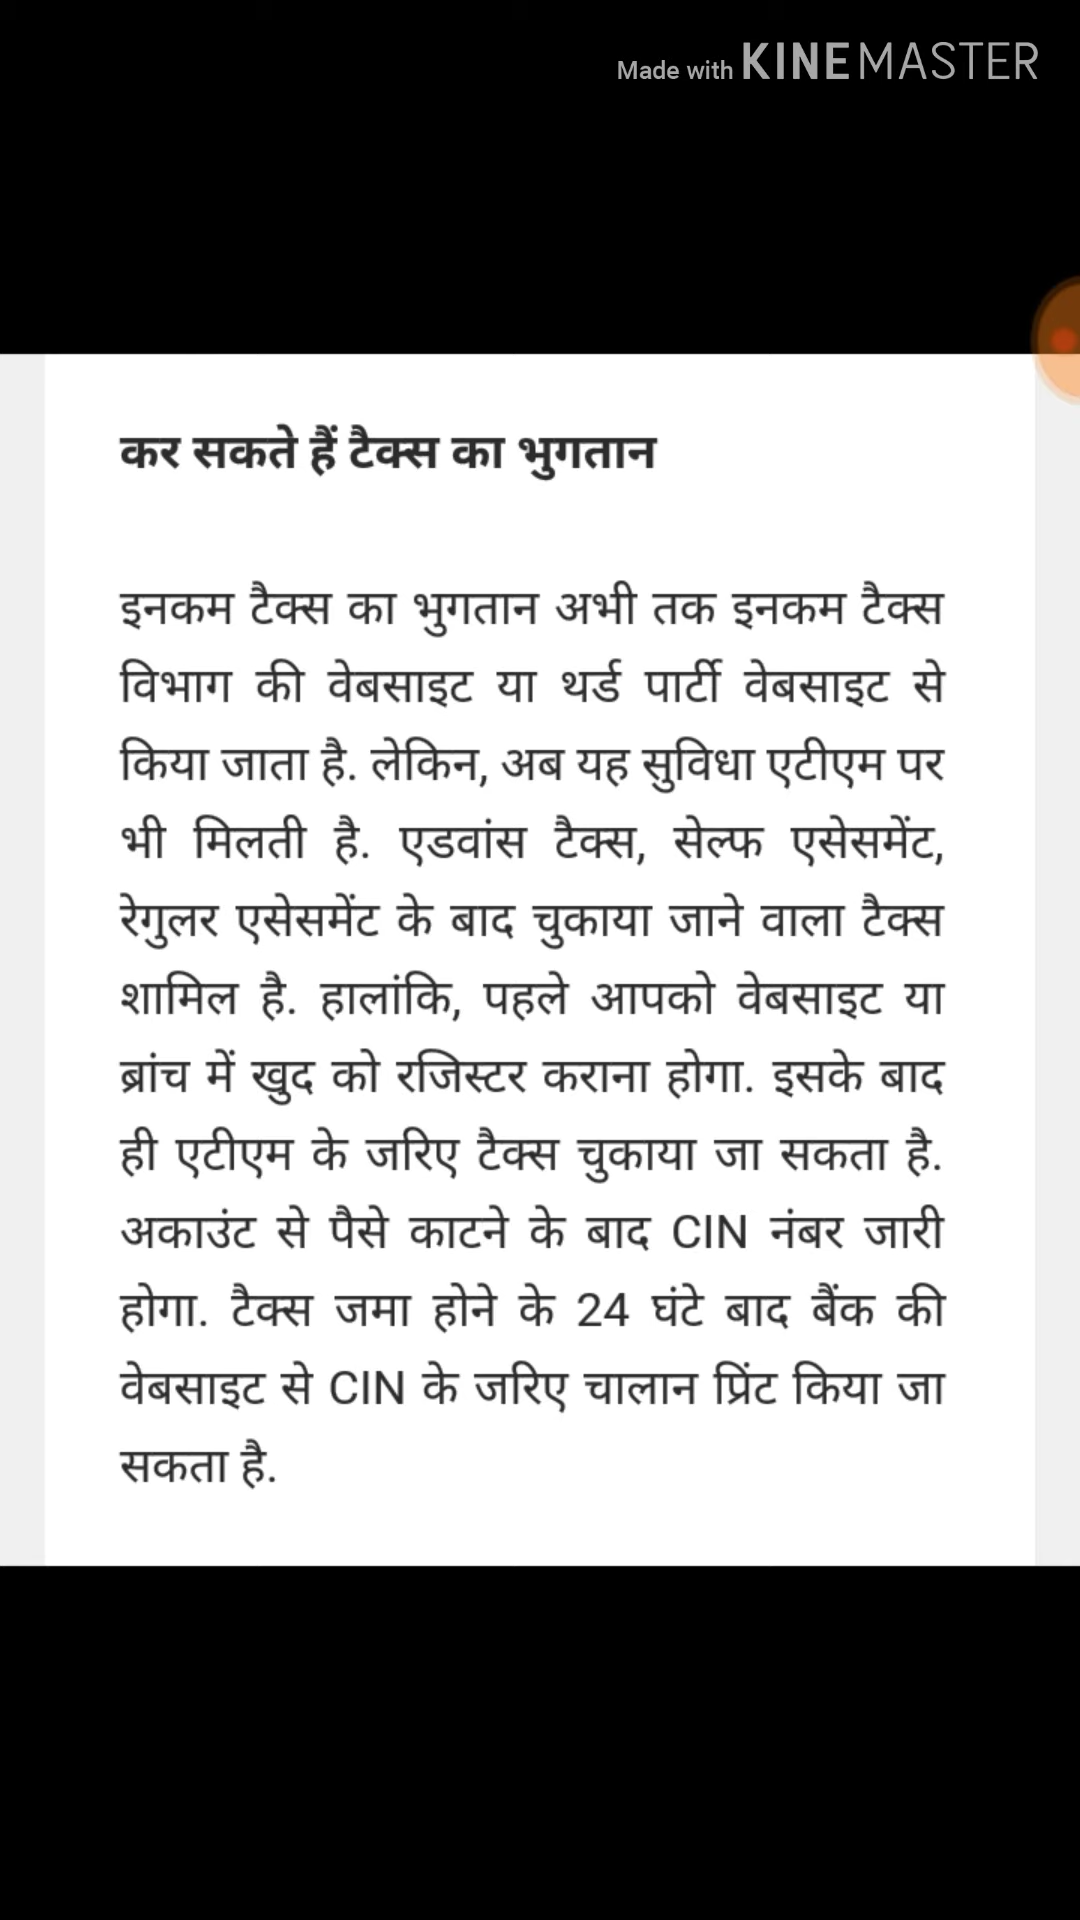 Made with KINEMASTER
कर सकते हैं टैक्स का भुगतान
इनकम टैक्स का भुगतान अभी तक इनकम टैक्स
विभाग की वेबसाइट या थर्ड पार्टी वेबसाइट से
किया जाता है. लेकिन, अब यह सुविधा एटीएम पर
भी मिलती है. एडवांस टैक्स, सेल्फ एसेसमेंट,
रेगुलर एसेसमेंट के बाद चुकाया जाने वाला टैक्स
शामिल है. हालांकि, पहले आपको वेबसाइट या
ब्रांच में खुद को रजिस्टर कराना होगा. इसके बाद
ही एटीएम के जरिए टैक्स चुकाया जा सकता है.
अकाउंट से पैसे काटने के बाद CIN नंबर जारी
होगा. टैक्स जमा होने के 24 घंटे बाद बैंक की
वेबसाइट से CIN के जरिए चालान प्रिंट किया जा
सकता है.